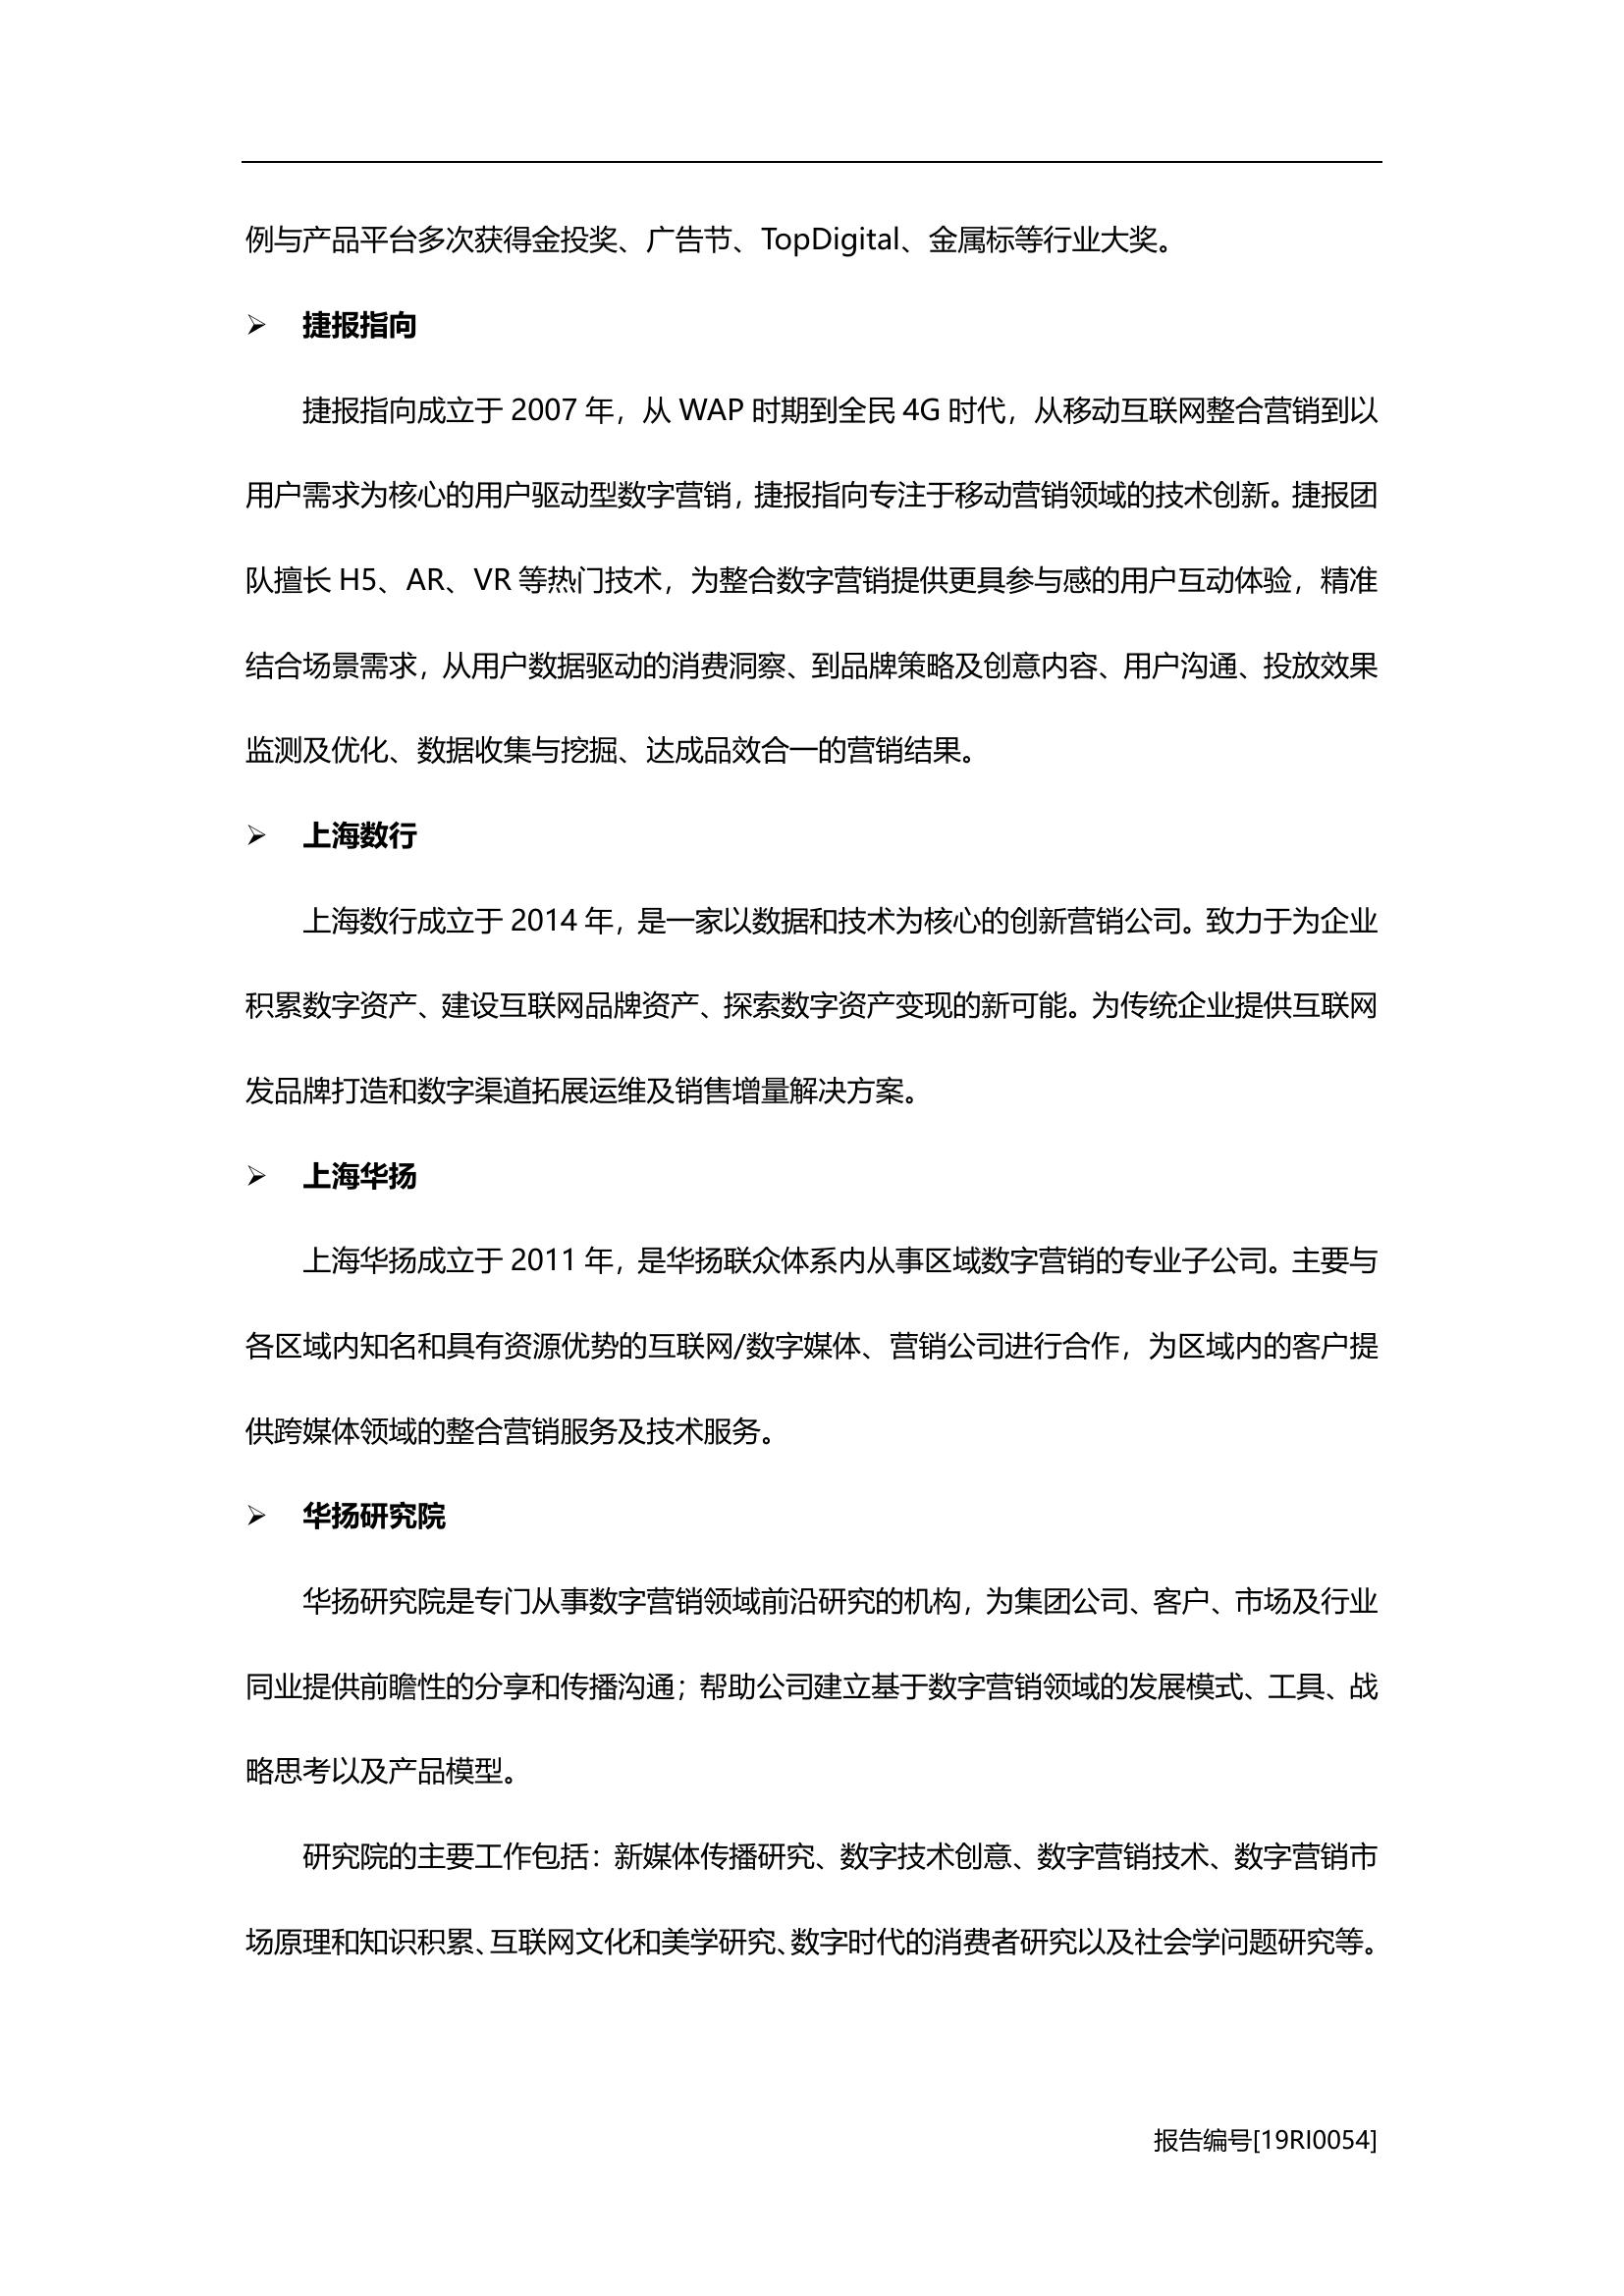 例与产品平台多次获得金投奖、广告节、TopDigital、金属标等行业大奖。
➢ 捷报指向
捷报指向成立于 2007 年，从 WAP 时期到全民 4G 时代，从移动互联网整合营销到以
用户需求为核心的用户驱动型数字营销，捷报指向专注于移动营销领域的技术创新。捷报团
队擅长 H5、AR、VR 等热门技术，为整合数字营销提供更具参与感的用户互动体验，精准
结合场景需求，从用户数据驱动的消费洞察、到品牌策略及创意内容、用户沟通、投放效果
监测及优化、数据收集与挖掘、达成品效合一的营销结果。
➢ 上海数行
上海数行成立于 2014 年，是一家以数据和技术为核心的创新营销公司。致力于为企业
积累数字资产、建设互联网品牌资产、探索数字资产变现的新可能。为传统企业提供互联网
发品牌打造和数字渠道拓展运维及销售增量解决方案。
➢ 上海华扬
上海华扬成立于 2011 年，是华扬联众体系内从事区域数字营销的专业子公司。主要与
各区域内知名和具有资源优势的互联网/数字媒体、营销公司进行合作，为区域内的客户提
供跨媒体领域的整合营销服务及技术服务。
➢ 华扬研究院
华扬研究院是专门从事数字营销领域前沿研究的机构，为集团公司、客户、市场及行业
同业提供前瞻性的分享和传播沟通；帮助公司建立基于数字营销领域的发展模式、工具、战
略思考以及产品模型。
研究院的主要工作包括：新媒体传播研究、数字技术创意、数字营销技术、数字营销市
场原理和知识积累、互联网文化和美学研究、数字时代的消费者研究以及社会学问题研究等。
报告编号[19RI0054]